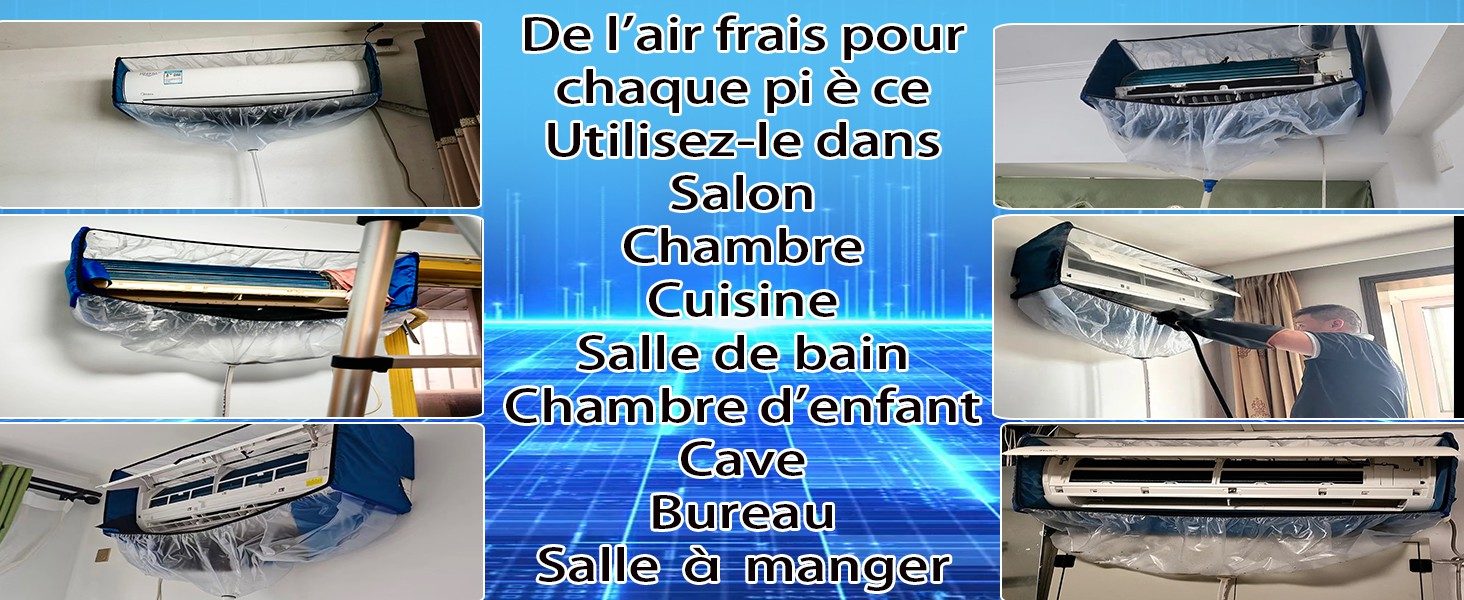 De l’air frais pour
chaque pi è ce
Utilisez-le dans
Salon
Chambre
Cuisine
Salle de bain
Chambre d’enfant
Cave
Bureau
Salle à manger